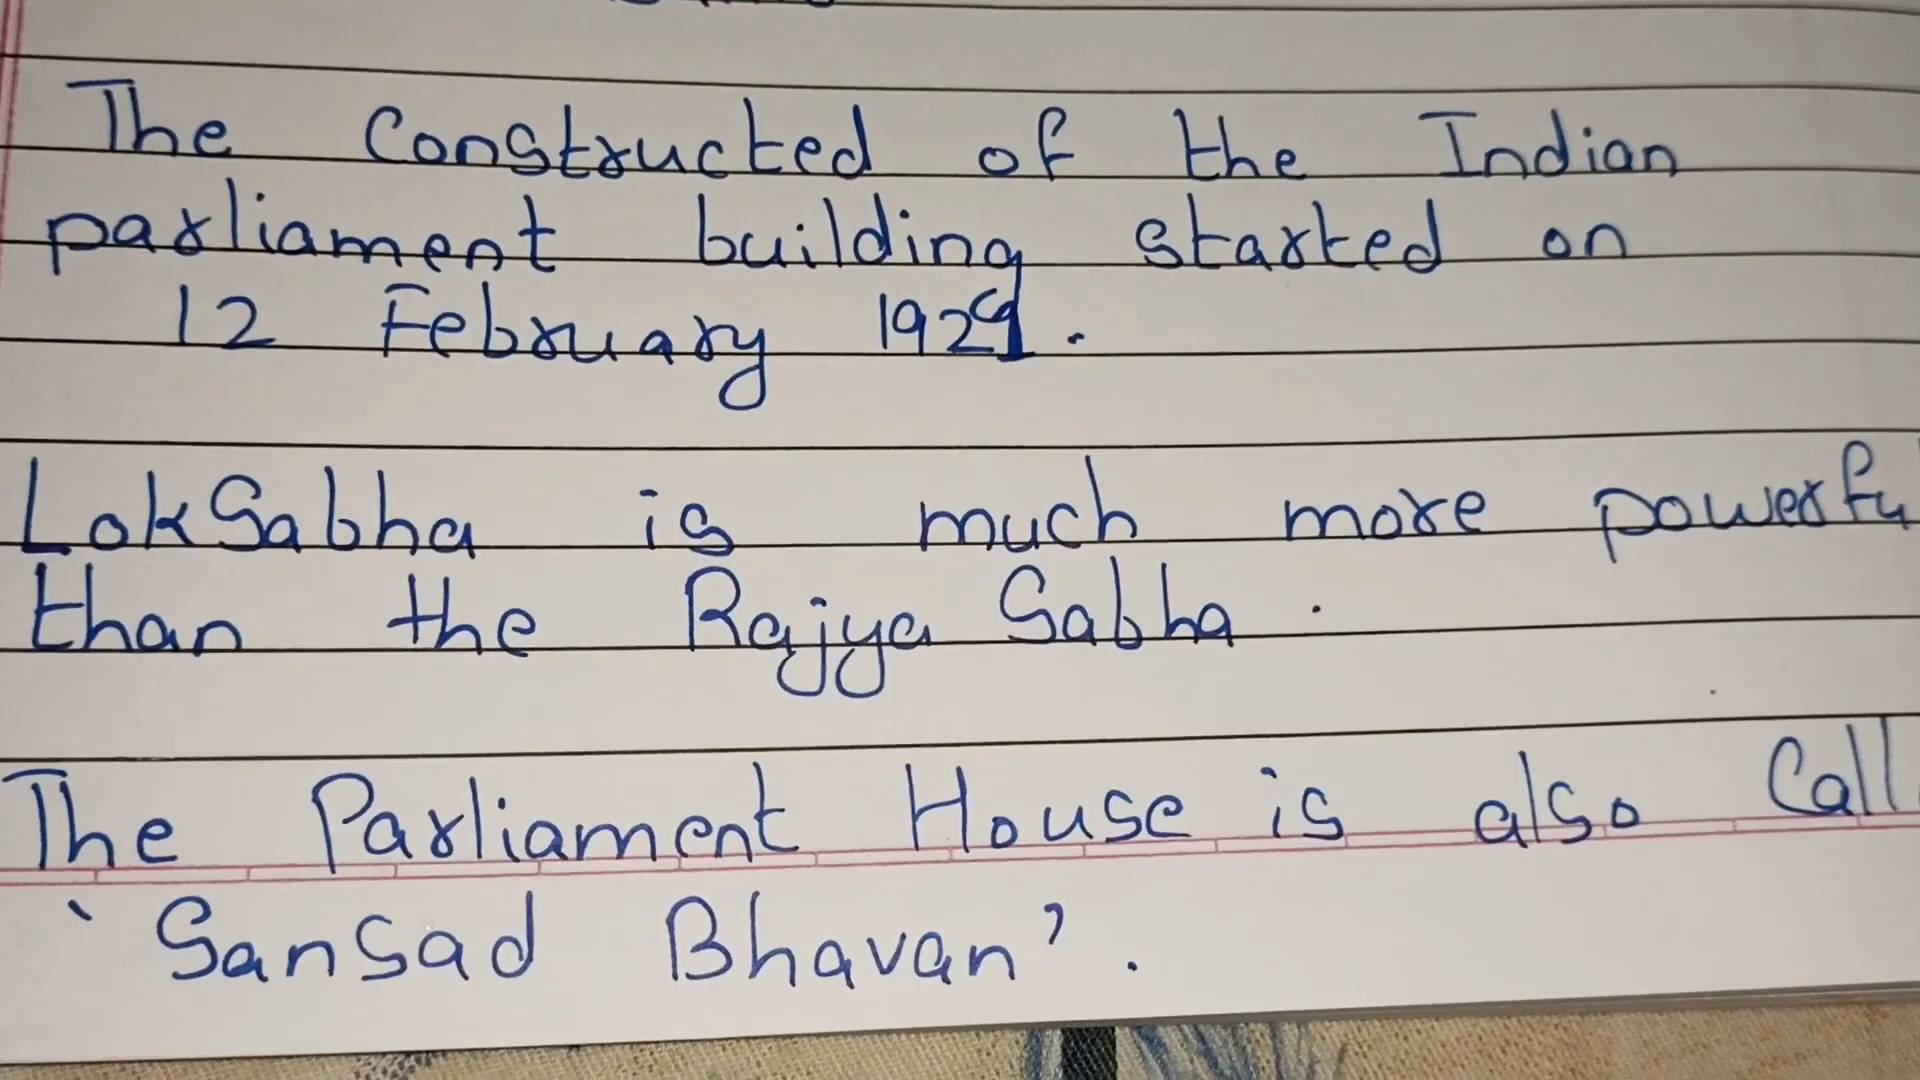 The Constructed of the Indian
parliament building started on
12 February 1921.
LokSabha is much more powerfu
than the Rajya Sabha.
The Parliament House is also Call
'Sansad Bhavan'.